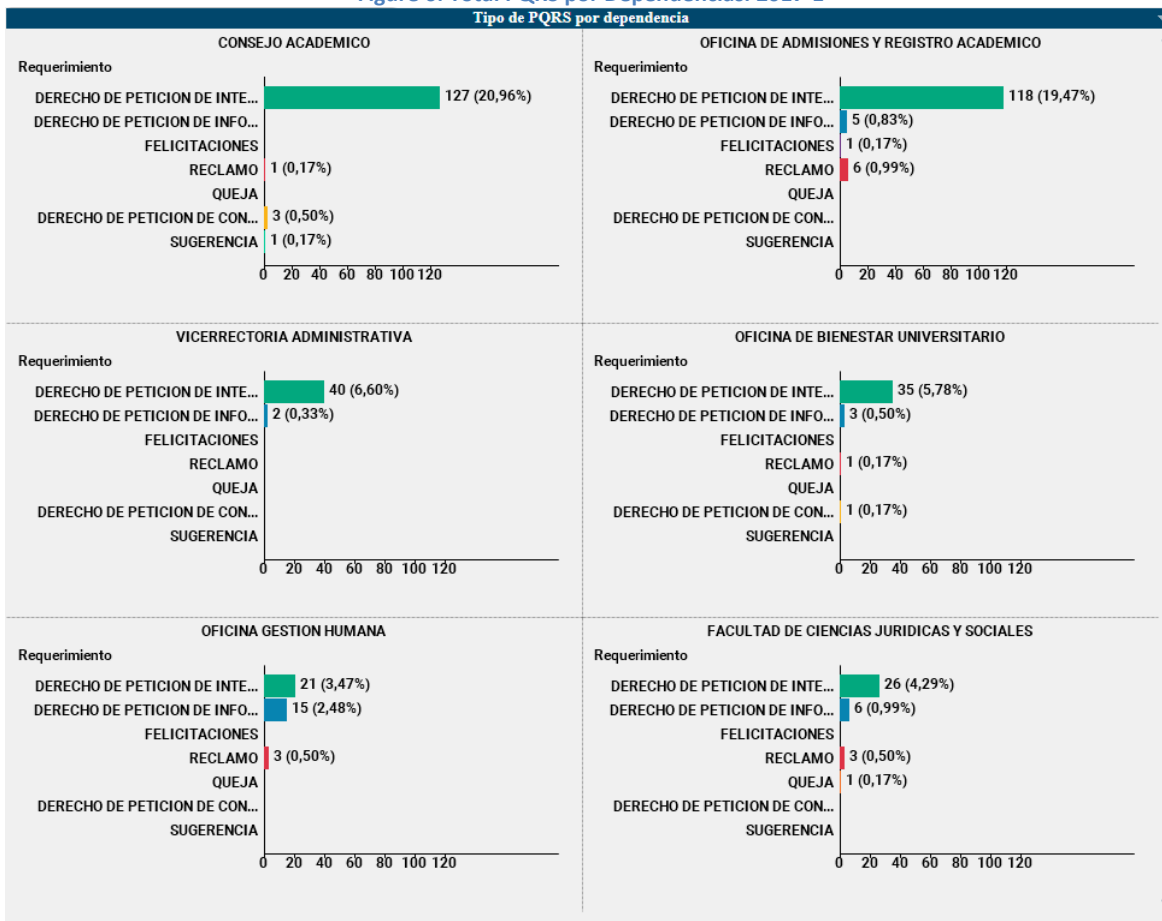 Tipo de PQRS por dependencia
CONSEJO ACADEMICO
Requerimiento
DERECHO DE PETICION DE INTE... 127 (20,96%)
DERECHO DE PETICION DE INFO...
FELICITACIONES
RECLAMO 1 (0,17%)
QUEJA
DERECHO DE PETICION DE CON... 3 (0,50%)
SUGERENCIA 1 (0,17%)
0 20 40 60 80 100 120
OFICINA DE ADMISIONES Y REGISTRO ACADEMICO
Requerimiento
DERECHO DE PETICION DE INTE... 118 (19,47%)
DERECHO DE PETICION DE INFO... 5 (0,83%)
FELICITACIONES 1 (0,17%)
RECLAMO 6 (0,99%)
QUEJA
DERECHO DE PETICION DE CON...
SUGERENCIA
0 20 40 60 80 100 120
VICERRECTORIA ADMINISTRATIVA
Requerimiento
DERECHO DE PETICION DE INTE... 40 (6,60%)
DERECHO DE PETICION DE INFO... 2 (0,33%)
FELICITACIONES
RECLAMO
QUEJA
DERECHO DE PETICION DE CON...
SUGERENCIA
0 20 40 60 80 100 120
OFICINA DE BIENESTAR UNIVERSITARIO
Requerimiento
DERECHO DE PETICION DE INTE... 35 (5,78%)
DERECHO DE PETICION DE INFO... 3 (0,50%)
FELICITACIONES
RECLAMO 1 (0,17%)
QUEJA
DERECHO DE PETICION DE CON... 1 (0,17%)
SUGERENCIA
0 20 40 60 80 100 120
OFICINA GESTION HUMANA
Requerimiento
DERECHO DE PETICION DE INTE... 21 (3,47%)
DERECHO DE PETICION DE INFO... 15 (2,48%)
FELICITACIONES
RECLAMO 3 (0,50%)
QUEJA
DERECHO DE PETICION DE CON...
SUGERENCIA
0 20 40 60 80 100 120
FACULTAD DE CIENCIAS JURIDICAS Y SOCIALES
Requerimiento
DERECHO DE PETICION DE INTE... 26 (4,29%)
DERECHO DE PETICION DE INFO... 6 (0,99%)
FELICITACIONES
RECLAMO 3 (0,50%)
QUEJA 1 (0,17%)
DERECHO DE PETICION DE CON...
SUGERENCIA
0 20 40 60 80 100 120